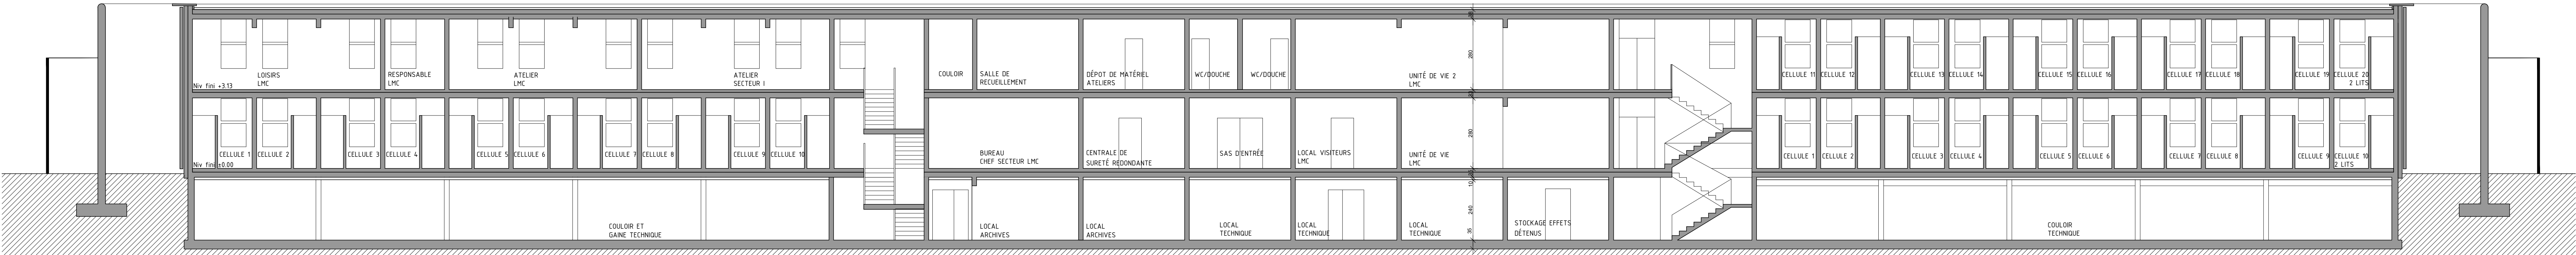 LOISIRS
LMC
RESPONSABLE
LMC
ATELIER
LMC
ATELIER
SECTEUR I
COULOIR
SALLE DE
RECUEILLEMENT
DÉPOT DE MATÉRIEL
ATELIERS
WC/DOUCHE
WC/DOUCHE
UNITÉ DE VIE 2
LMC
280
CELLULE 11
CELLULE 12
CELLULE 13
CELLULE 14
CELLULE 15
CELLULE 16
CELLULE 17
CELLULE 18
CELLULE 19
CELLULE 20
2 LITS
Niv fini +3.13
CELLULE 1
CELLULE 2
CELLULE 3
CELLULE 4
CELLULE 5
CELLULE 6
CELLULE 7
CELLULE 8
CELLULE 9
CELLULE 10
BUREAU
CHEF SECTEUR LMC
CENTRALE DE
SURETÉ REDONDANTE
SAS D'ENTRÉE
LOCAL VISITEURS
LMC
UNITÉ DE VIE
LMC
280
CELLULE 1
CELLULE 2
CELLULE 3
CELLULE 4
CELLULE 5
CELLULE 6
CELLULE 7
CELLULE 8
CELLULE 9
CELLULE 10
2 LITS
Niv fini ±0.00
COULOIR ET
GAINE TECHNIQUE
LOCAL
ARCHIVES
LOCAL
ARCHIVES
LOCAL
TECHNIQUE
LOCAL
TECHNIQUE
LOCAL
TECHNIQUE
10
240
35
STOCKAGE EFFETS
DÉTENUS
COULOIR
TECHNIQUE